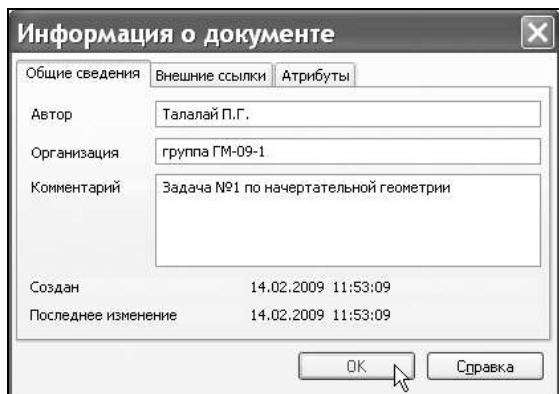 Информация о документе
Общие сведения Внешние ссылки Атрибуты
Автор Талалай П.Г.
Организация группа ГМ-09-1
Комментарий Задача №1 по начертательной геометрии
Создан 14.02.2009 11:53:09
Последнее изменение 14.02.2009 11:53:09
OK Справка